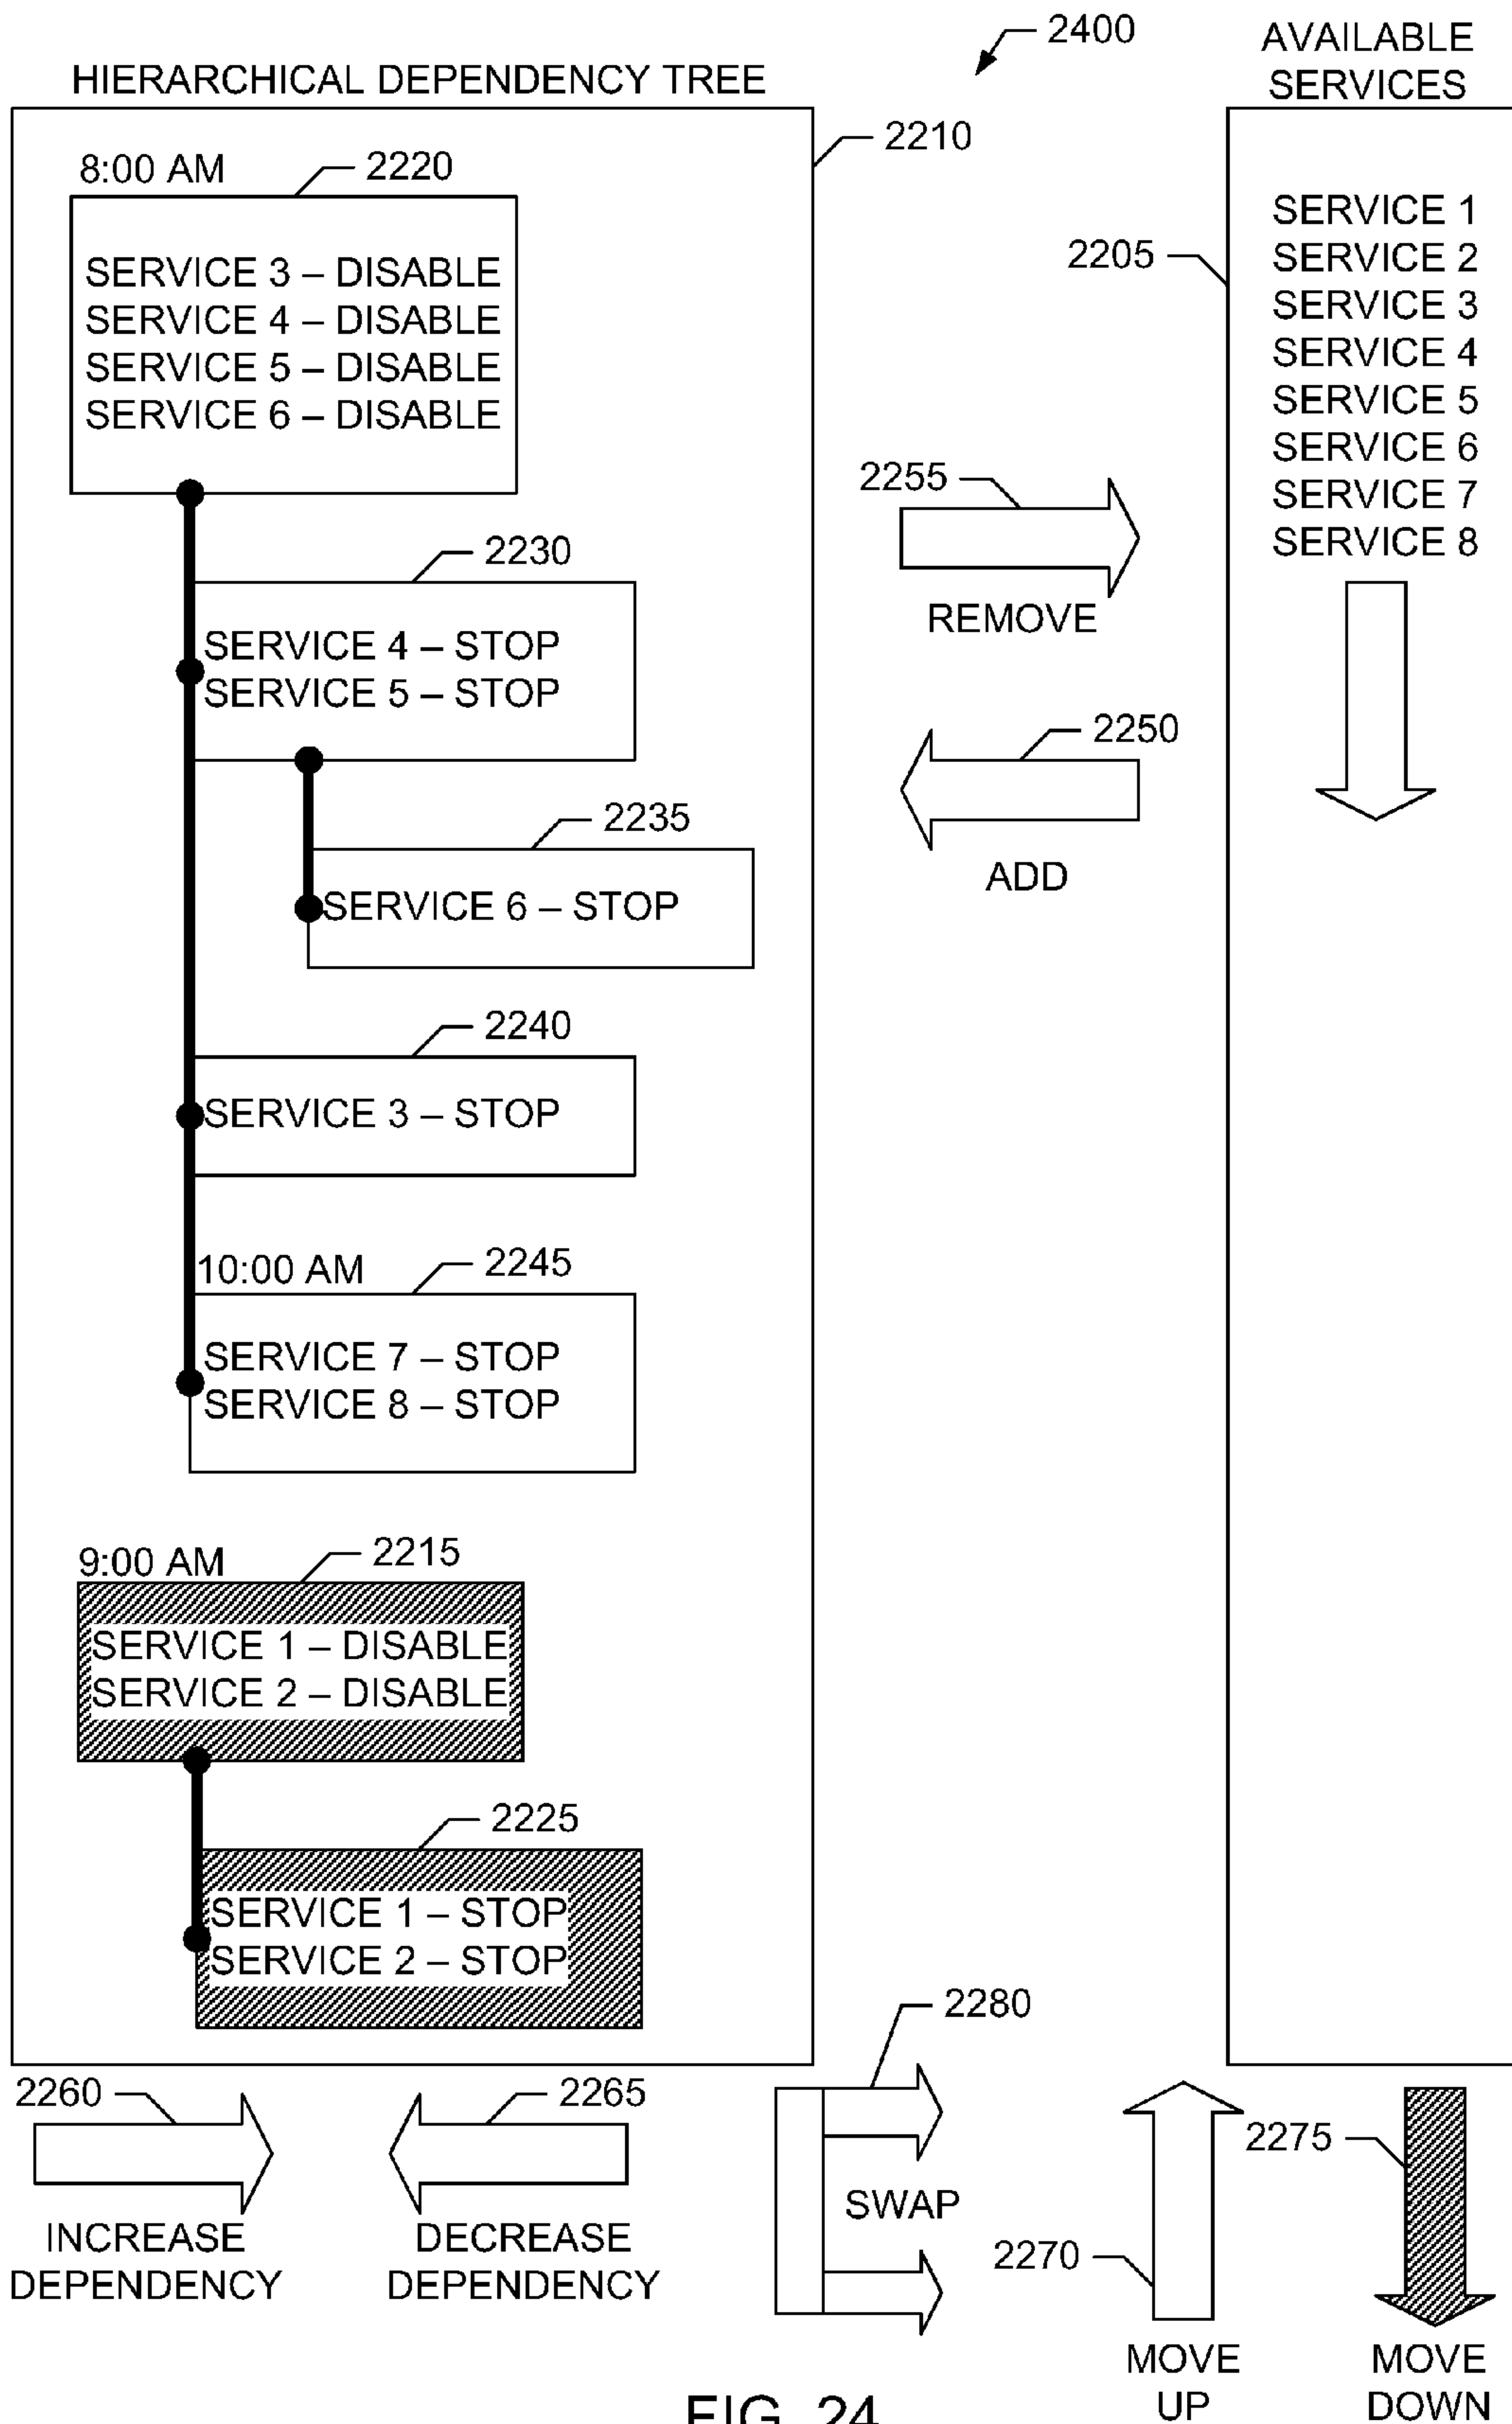 2400
AVAILABLE
SERVICES
HIERARCHICAL DEPENDENCY TREE
2210
8:00 AM
2220
SERVICE 3 – DISABLE
SERVICE 4 – DISABLE
SERVICE 5 – DISABLE
SERVICE 6 – DISABLE
2230
SERVICE 4 – STOP
SERVICE 5 – STOP
2235
SERVICE 6 – STOP
2240
SERVICE 3 – STOP
10:00 AM
2245
SERVICE 7 – STOP
SERVICE 8 – STOP
9:00 AM
2215
SERVICE 1 – DISABLE
SERVICE 2 – DISABLE
2225
SERVICE 1 – STOP
SERVICE 2 – STOP
2255
REMOVE
2250
ADD
2205
SERVICE 1
SERVICE 2
SERVICE 3
SERVICE 4
SERVICE 5
SERVICE 6
SERVICE 7
SERVICE 8
2260
INCREASE
DEPENDENCY
2265
DECREASE
DEPENDENCY
2280
SWAP
2270
MOVE
UP
2275
MOVE
DOWN
FIG. 24